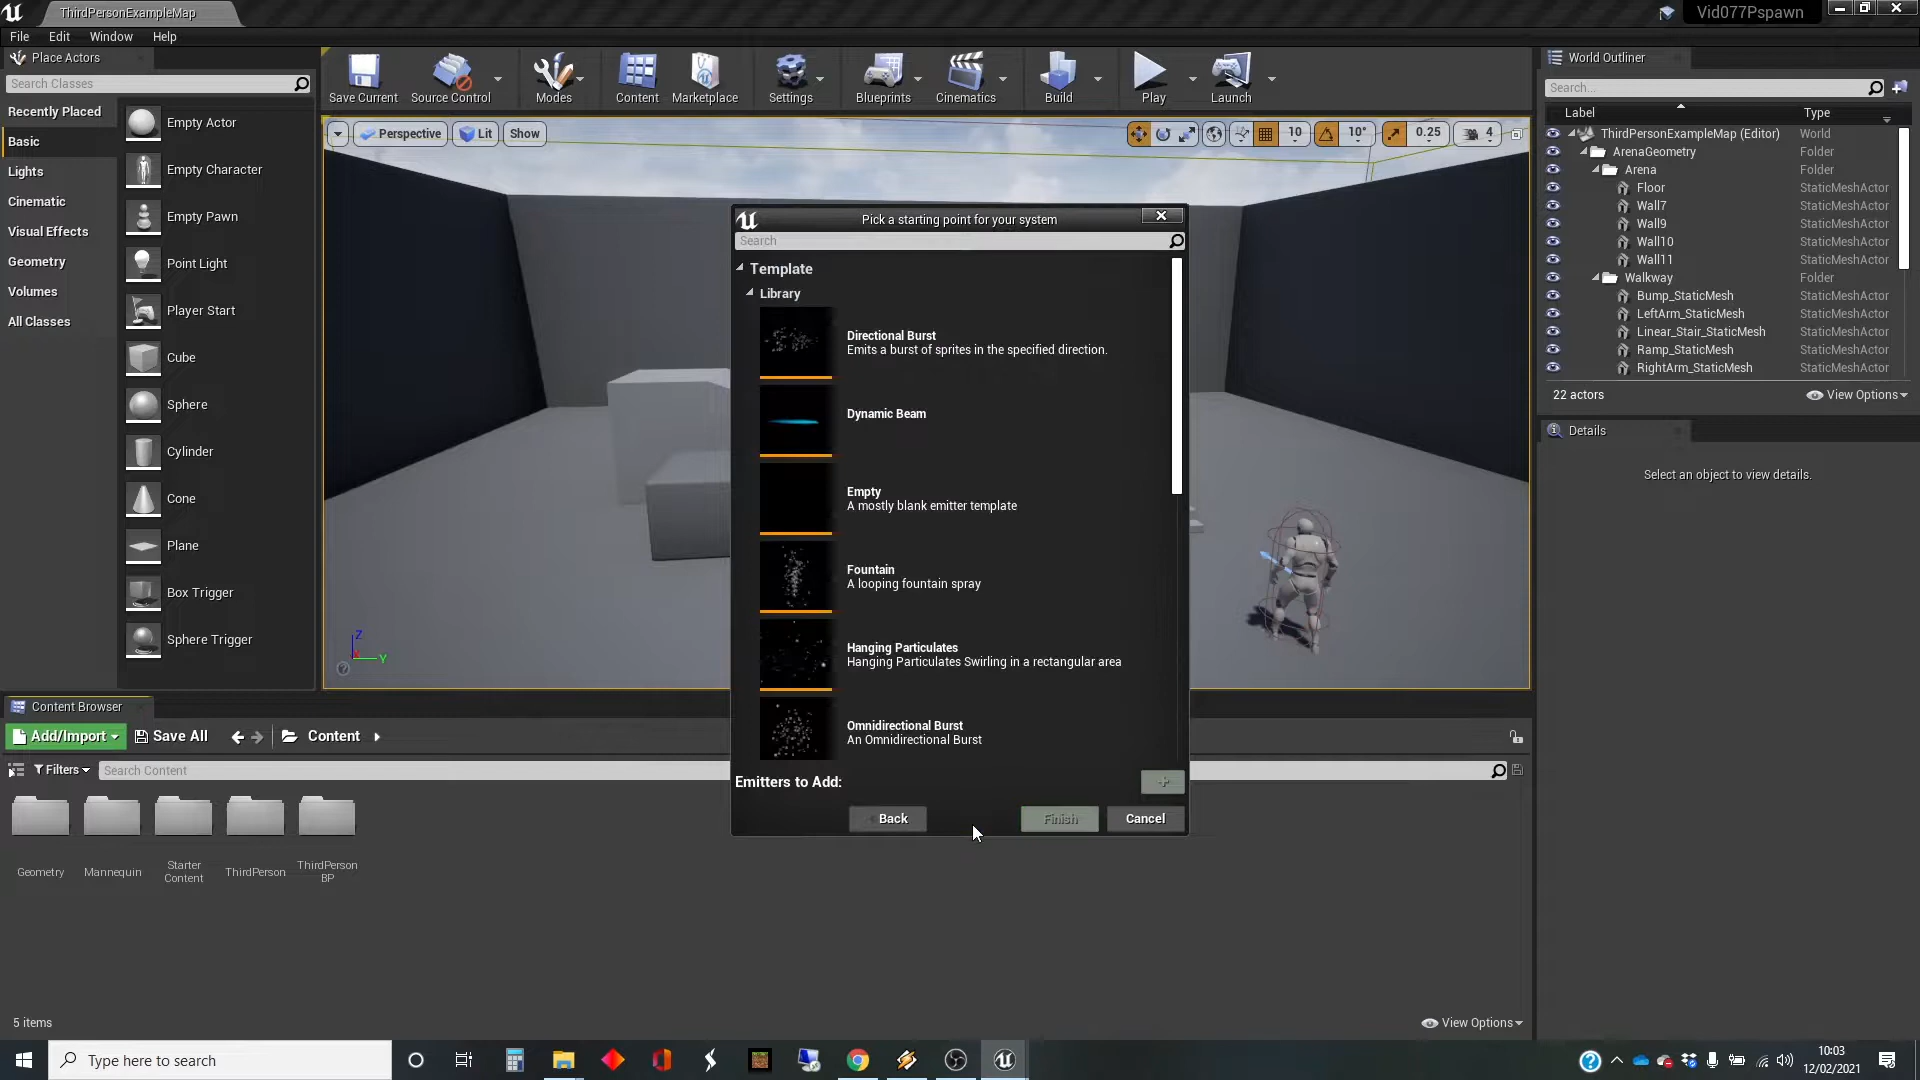 ThirdPersonExampleMap
Vid077Pspawn
File Edit Window Help
Place Actors
Search Classes
Recently Placed
Basic
Lights
Cinematic
Visual Effects
Geometry
Volumes
All Classes
Empty Actor
Empty Character
Empty Pawn
Point Light
Player Start
Cube
Sphere
Cylinder
Cone
Plane
Box Trigger
Sphere Trigger
Save Current
Source Control
Modes
Content
Marketplace
Settings
Blueprints
Cinematics
Build
Play
Launch
Perspective
Lit
Show
10
10°
0.25
4
Z
X
Y
Pick a starting point for your system
Search
Template
Library
Directional Burst
Emits a burst of sprites in the specified direction.
Dynamic Beam
Empty
A mostly blank emitter template
Fountain
A looping fountain spray
Hanging Particulates
Hanging Particulates Swirling in a rectangular area
Omnidirectional Burst
An Omnidirectional Burst
Emitters to Add:
Back
Finish
Cancel
World Outliner
Search...
Label Type
ThirdPersonExampleMap (Editor) World
ArenaGeometry Folder
Arena Folder
Floor StaticMeshActor
Wall7 StaticMeshActor
Wall9 StaticMeshActor
Wall10 StaticMeshActor
Wall11 StaticMeshActor
Walkway Folder
Bump_StaticMesh StaticMeshActor
LeftArm_StaticMesh StaticMeshActor
Linear_Stair_StaticMesh StaticMeshActor
Ramp_StaticMesh StaticMeshActor
RightArm_StaticMesh StaticMeshActor
22 actors
View Options
Details
Select an object to view details.
Content Browser
Add/Import
Save All
Content
Filters
Search Content
Geometry
Mannequin
Starter
Content
ThirdPerson
ThirdPerson
BP
5 items
View Options
Type here to search
10:03
12/02/2021